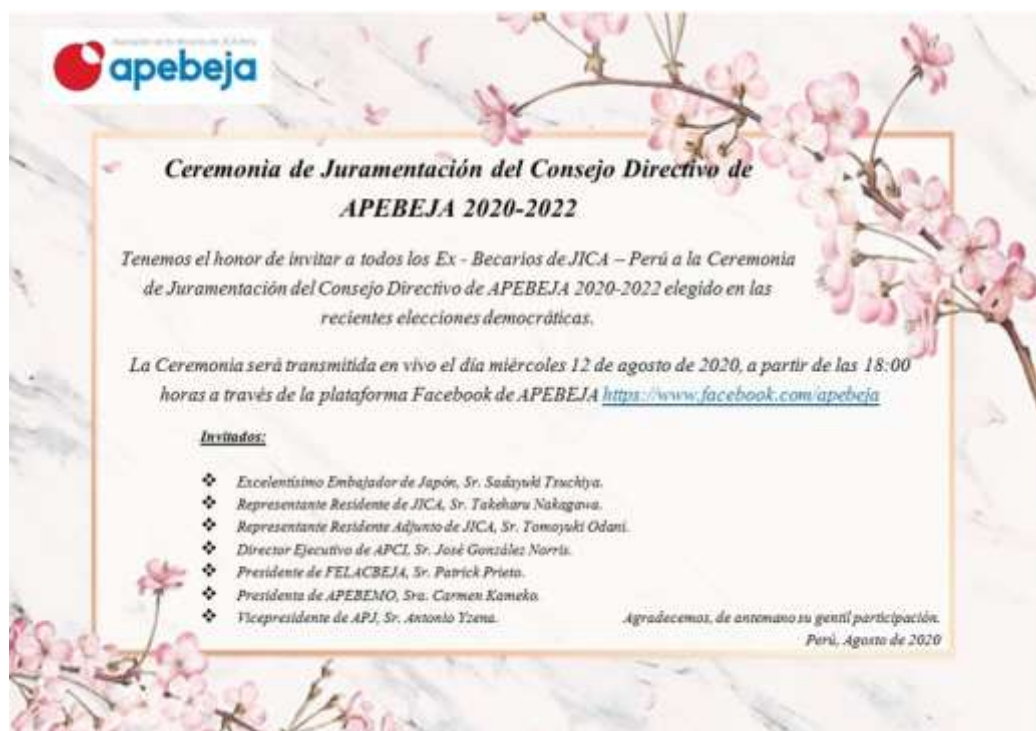 apebeja
Ceremonia de Juramentación del Consejo Directivo de
APEBEJA 2020-2022
Tenemos el honor de invitar a todos los Ex - Becarios de JICA – Perú a la Ceremonia
de Juramentación del Consejo Directivo de APEBEJA 2020-2022 elegido en las
recientes elecciones democráticas.
La Ceremonia será transmitida en vivo el día miércoles 12 de agosto de 2020, a partir de las 18:00
horas a través de la plataforma Facebook de APEBEJA https://www.facebook.com/apebeja
Invitados:
❖ Excelentísimo Embajador de Japón, Sr. Sadayuki Tsuchiya.
❖ Representante Residente de JICA, Sr. Takeharu Nakagawa.
❖ Representante Residente Adjunto de JICA, Sr. Tomoyuki Odani.
❖ Director Ejecutivo de APCI, Sr. José González Norris.
❖ Presidente de FELACBEJA, Sr. Patrick Prieto.
❖ Presidenta de APEBEMO, Sra. Carmen Kameko.
❖ Vicepresidente de APJ, Sr. Antonio Yzena.
Agradecemos, de antemano su gentil participación.
Perú, Agosto de 2020